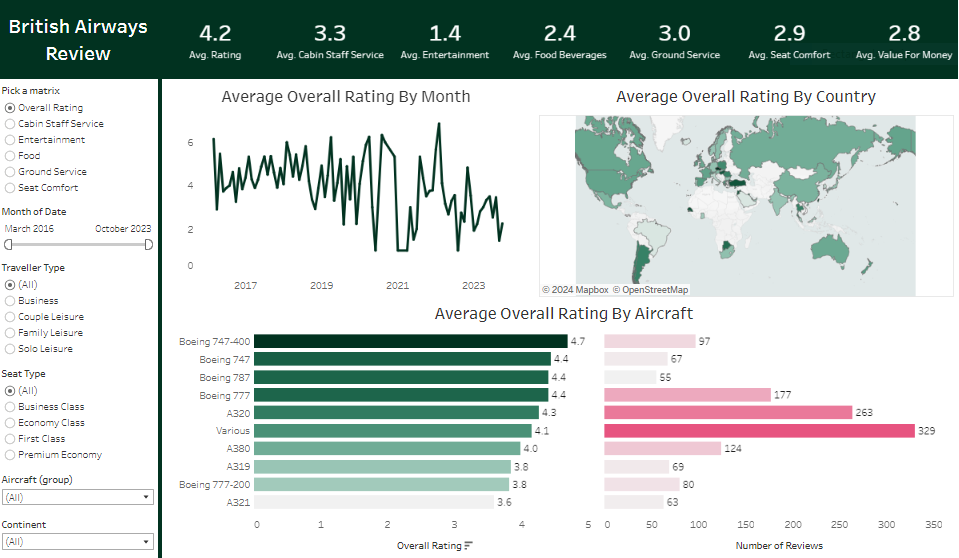 British Airways
Review
4.2
Avg. Rating
3.3
Avg. Cabin Staff Service
1.4
Avg. Entertainment
2.4
Avg. Food Beverages
3.0
Avg. Ground Service
2.9
Avg. Seat Comfort
2.8
Avg. Value For Money
Pick a matrix
Overall Rating
Cabin Staff Service
Entertainment
Food
Ground Service
Seat Comfort
Month of Date
March 2016 October 2023
Traveller Type
(All)
Business
Couple Leisure
Family Leisure
Solo Leisure
Seat Type
(All)
Business Class
Economy Class
First Class
Premium Economy
Aircraft (group)
(All)
Continent
(All)
Average Overall Rating By Month
6
4
2
0
2017 2019 2021 2023
Average Overall Rating By Country
© 2024 Mapbox © OpenStreetMap
Average Overall Rating By Aircraft
Boeing 747-400 4.7 97
Boeing 747 4.4 67
Boeing 787 4.4 55
Boeing 777 4.4 177
A320 4.3 263
Various 4.1 329
A380 4.0 124
A319 3.8 69
Boeing 777-200 3.8 80
A321 3.6 63
0 1 2 3 4 5 0 50 100 150 200 250 300 350
Overall Rating Number of Reviews